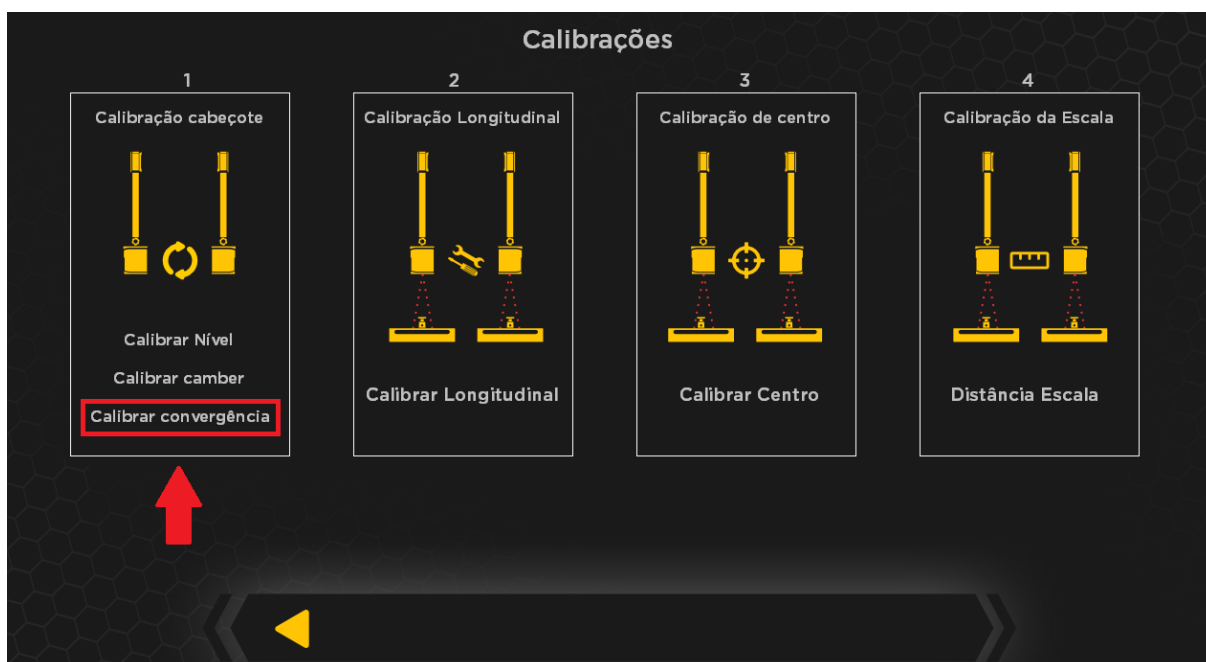 Calibrações
1
Calibração cabeçote
Calibrar Nível
Calibrar camber
Calibrar convergência
2
Calibração Longitudinal
Calibrar Longitudinal
3
Calibração de centro
Calibrar Centro
4
Calibração da Escala
Distância Escala